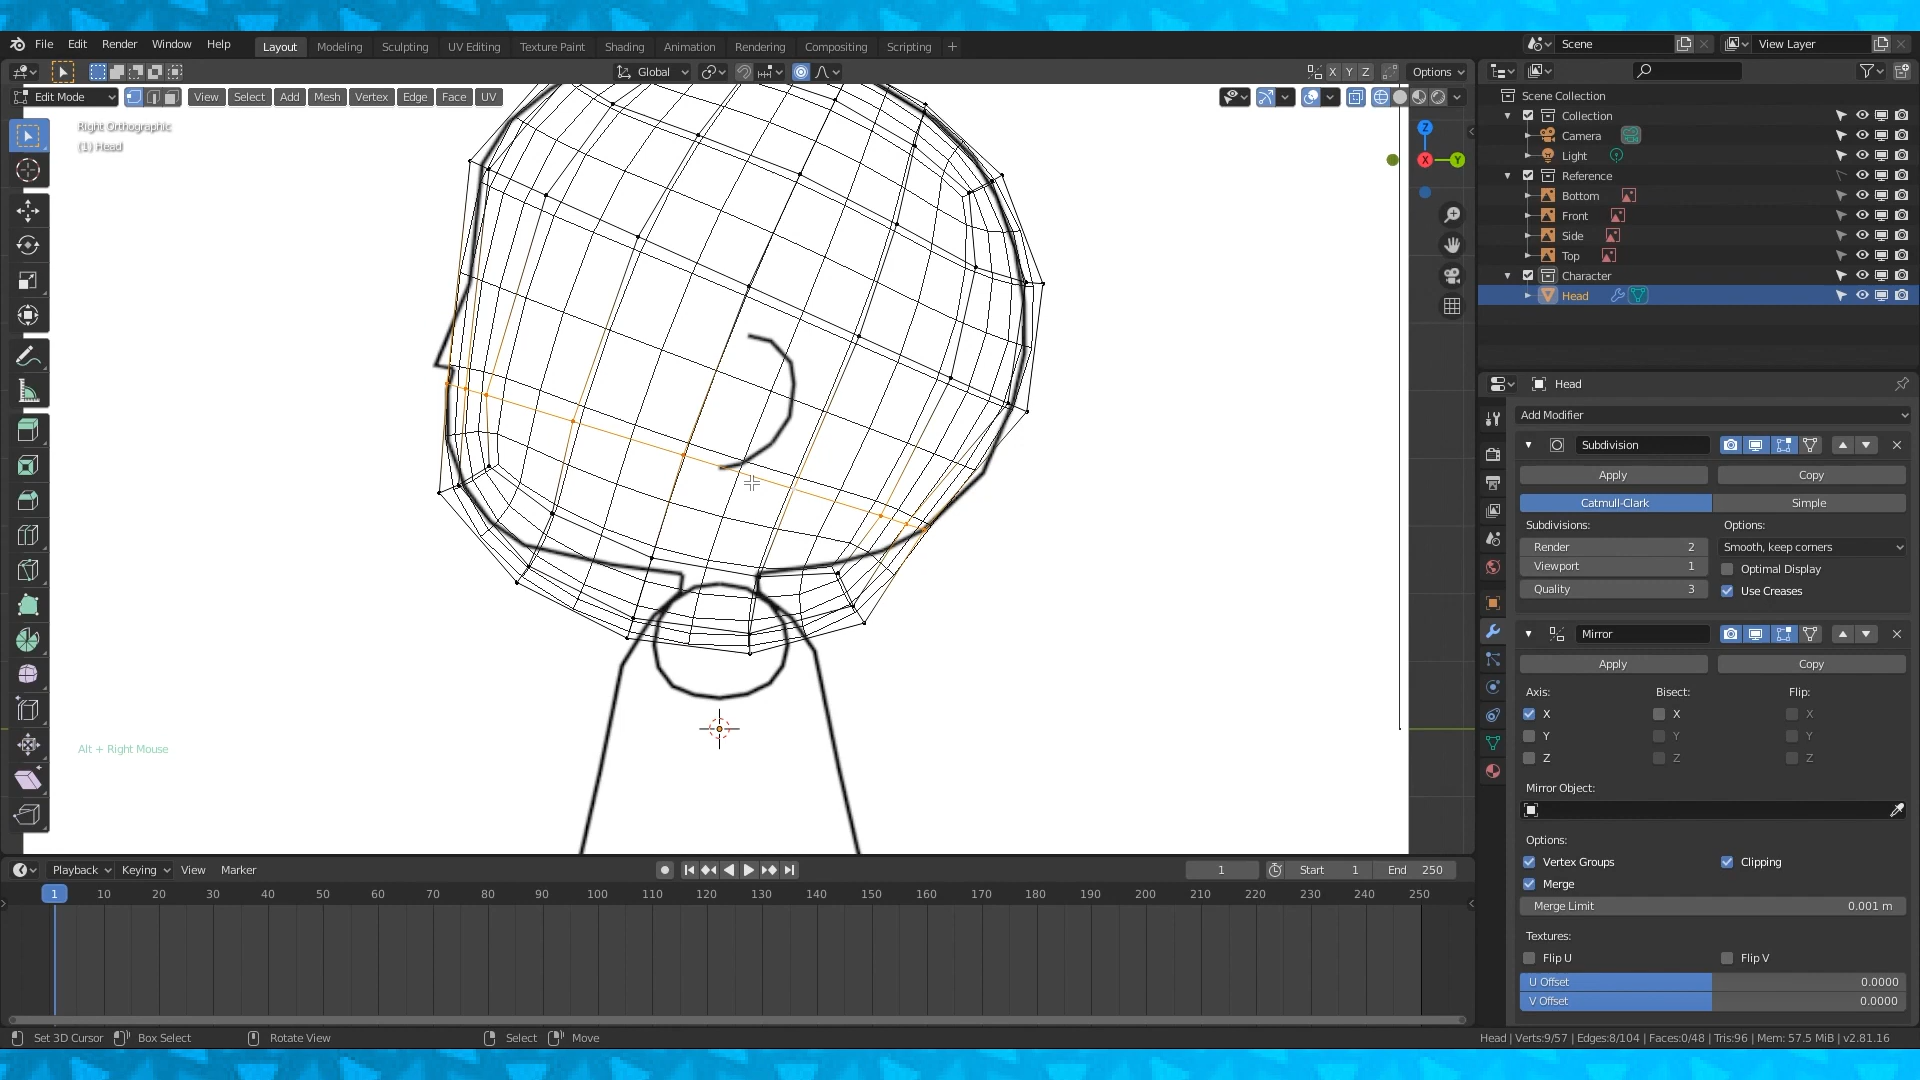 File Edit Render Window Help Layout Modeling Sculpting UV Editing Texture Paint Shading Animation Rendering Compositing Scripting + Scene View Layer
Global X Y Z Options
Edit Mode View Select Add Mesh Vertex Edge Face UV
Right Orthographic
(1) Head
Z
X
Y
Alt + Right Mouse
Scene Collection
Collection
Camera
Light
Reference
Bottom
Front
Side
Top
Character
Head
Head
Add Modifier
Subdivision
Apply Copy
Catmull-Clark Simple
Subdivisions: Options:
Render 2 Smooth, keep corners
Viewport 1 Optimal Display
Quality 3 Use Creases
Mirror
Apply Copy
Axis: Bisect: Flip:
X X X
Y Y Y
Z Z Z
Mirror Object:
Options:
Vertex Groups Clipping
Merge
Merge Limit 0.001 m
Textures:
Flip U Flip V
U Offset 0.0000
V Offset 0.0000
Playback Keying View Marker 1 Start 1 End 250
1 10 20 30 40 50 60 70 80 90 100 110 120 130 140 150 160 170 180 190 200 210 220 230 240 250
Set 3D Cursor Box Select Rotate View Select Move Head | Verts:9/57 | Edges:8/104 | Faces:0/48 | Tris:96 | Mem: 57.5 MiB | v2.81.16